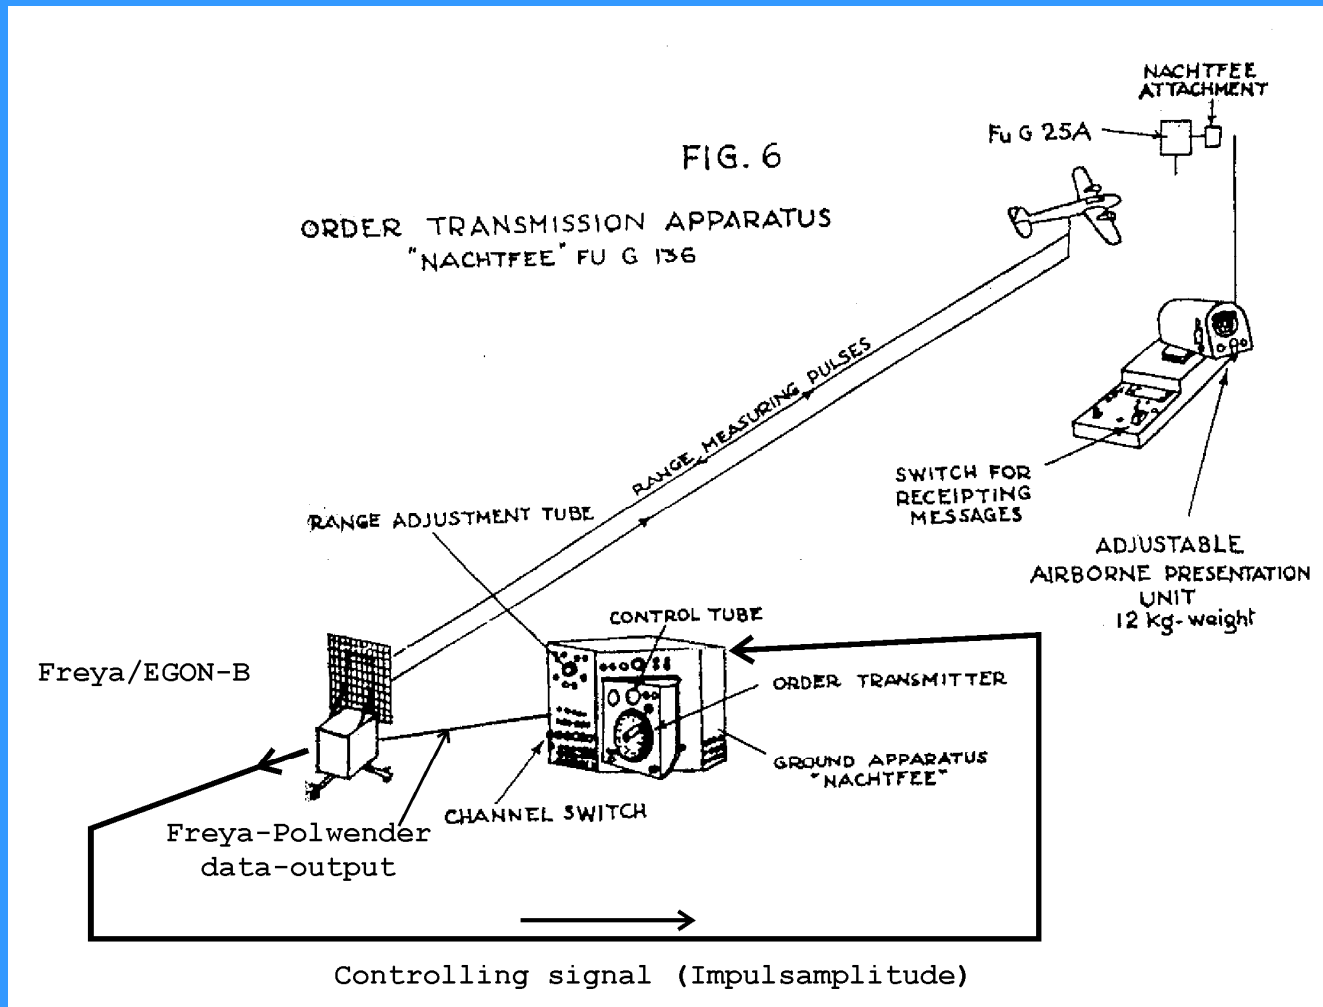 NACHTFEE
ATTACHMENT
Fu G 25A
FIG. 6
ORDER TRANSMISSION APPARATUS
"NACHTFEE" FU G 136
RANGE MEASURING PULSES
SWITCH FOR
RECEIPTING
MESSAGES
RANGE ADJUSTMENT TUBE
ADJUSTABLE
AIRBORNE PRESENTATION
UNIT
12 kg-weight
CONTROL TUBE
Freya/EGON-B
ORDER TRANSMITTER
GROUND APPARATUS
"NACHTFEE"
CHANNEL SWITCH
Freya-Polwender
data-output
Controlling signal (Impulsamplitude)